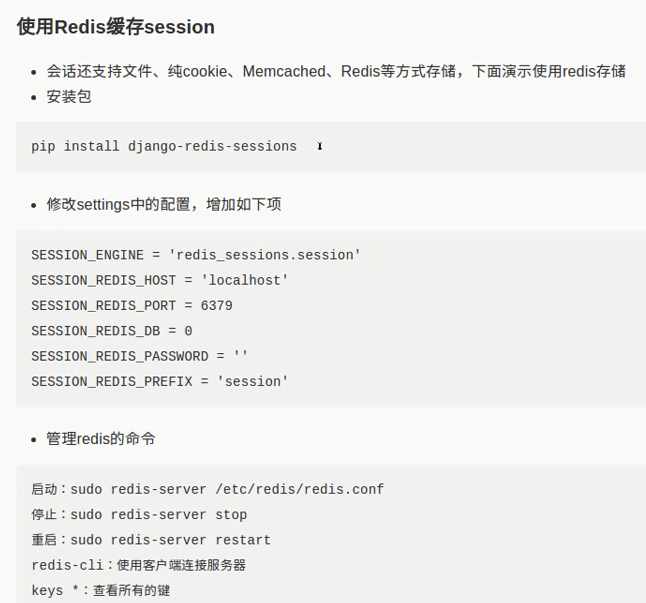 使用Redis缓存session
会话还支持文件、纯cookie、Memcached、Redis等方式存储，下面演示使用redis存储
安装包
pip install django-redis-sessions
修改settings中的配置，增加如下项
SESSION_ENGINE = 'redis_sessions.session'
SESSION_REDIS_HOST = 'localhost'
SESSION_REDIS_PORT = 6379
SESSION_REDIS_DB = 0
SESSION_REDIS_PASSWORD = ''
SESSION_REDIS_PREFIX = 'session'
管理redis的命令
启动：sudo redis-server /etc/redis/redis.conf
停止：sudo redis-server stop
重启：sudo redis-server restart
redis-cli：使用客户端连接服务器
keys *：查看所有的键